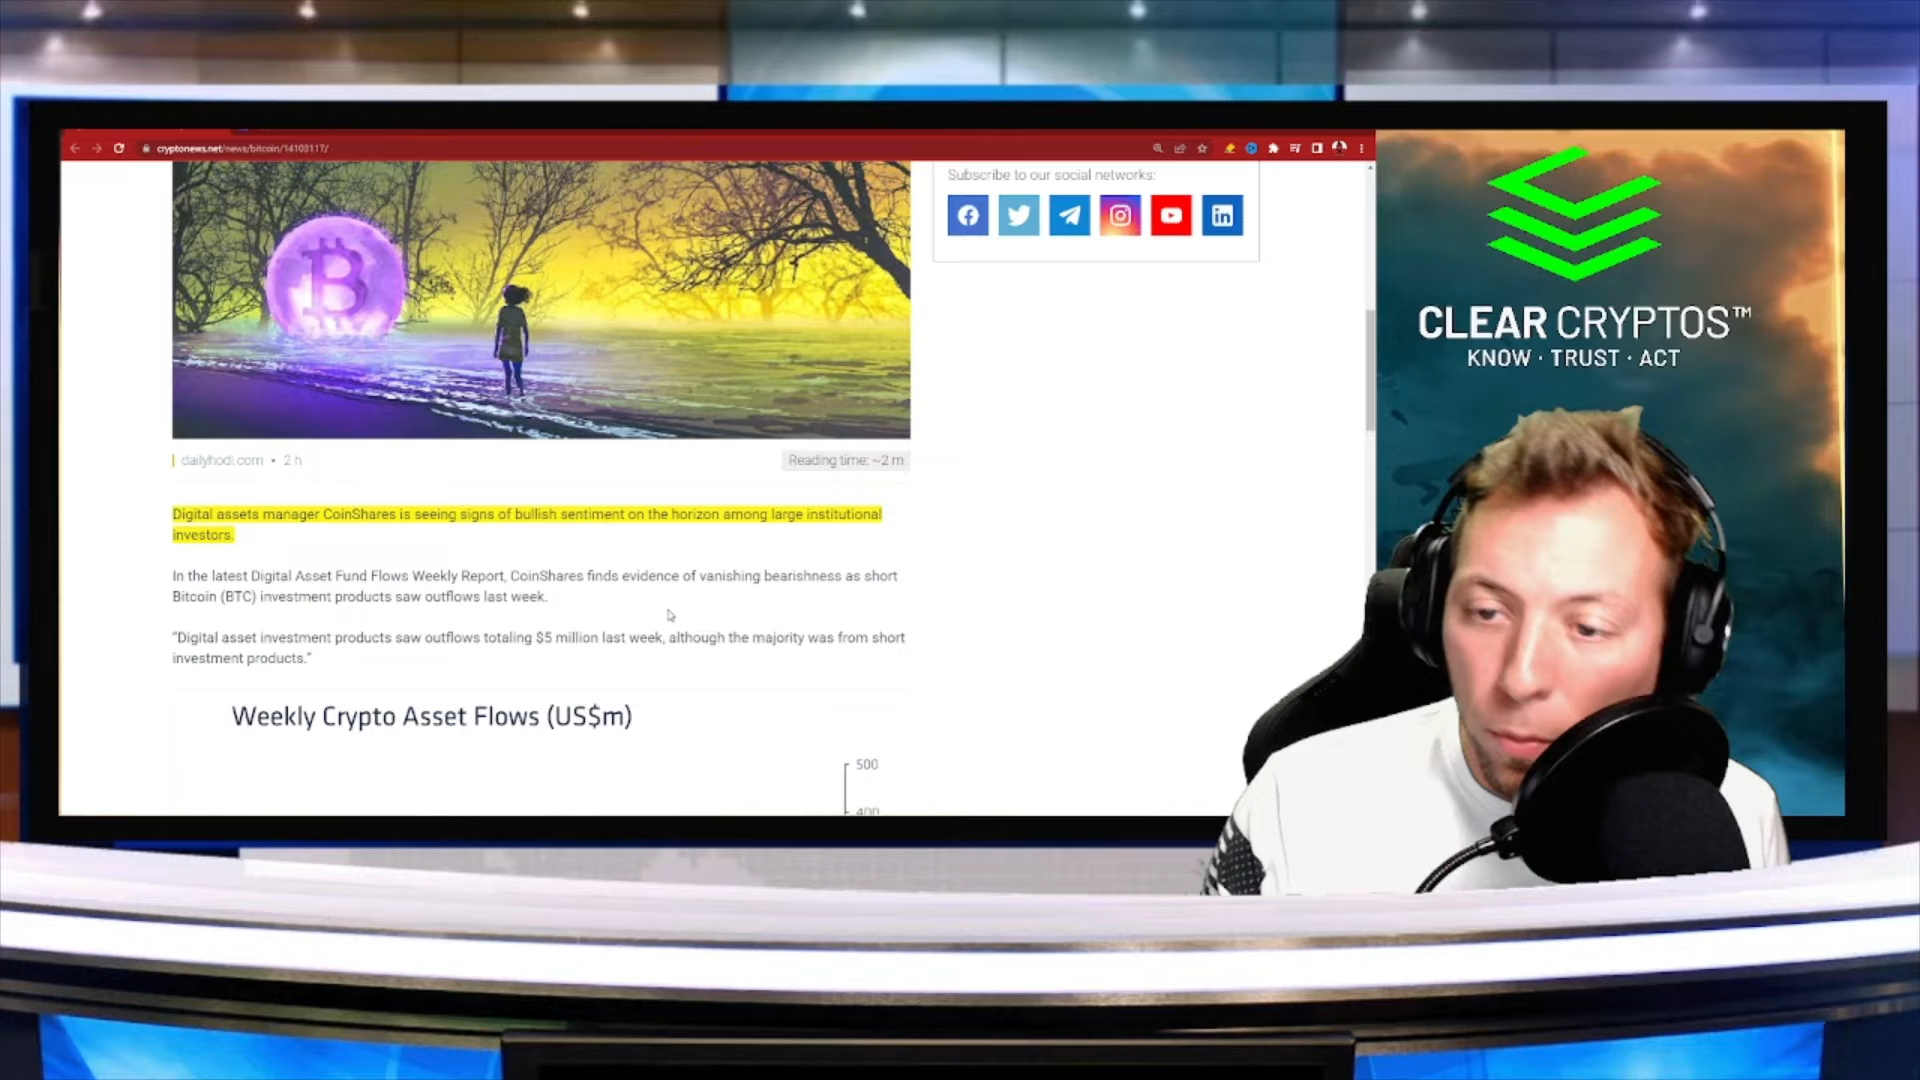 cryptonews.net/news/bitcoin/14103117/
Subscribe to our social networks:
CLEAR CRYPTOS™
KNOW · TRUST · ACT
dailyhodl.com • 2 h
Reading time: ~2 m
Digital assets manager CoinShares is seeing signs of bullish sentiment on the horizon among large institutional
investors.
In the latest Digital Asset Fund Flows Weekly Report, CoinShares finds evidence of vanishing bearishness as short
Bitcoin (BTC) investment products saw outflows last week.
“Digital asset investment products saw outflows totaling $5 million last week, although the majority was from short
investment products.”
Weekly Crypto Asset Flows (US$m)
500
400